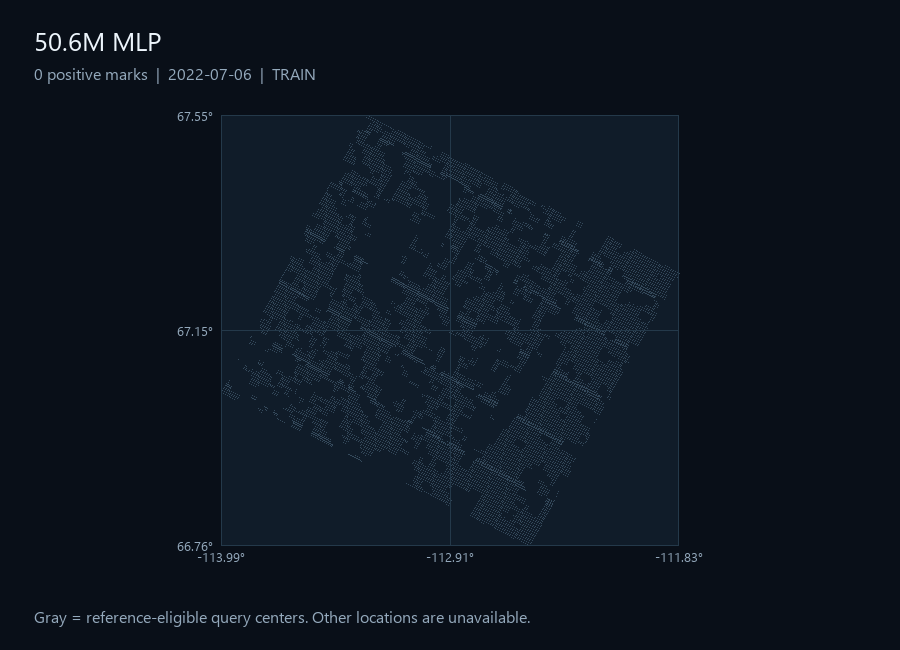 50.6M MLP
0 positive marks | 2022-07-06 | TRAIN
67.55°
67.15°
66.76°
-113.99°
-112.91°
-111.83°
Gray = reference-eligible query centers. Other locations are unavailable.